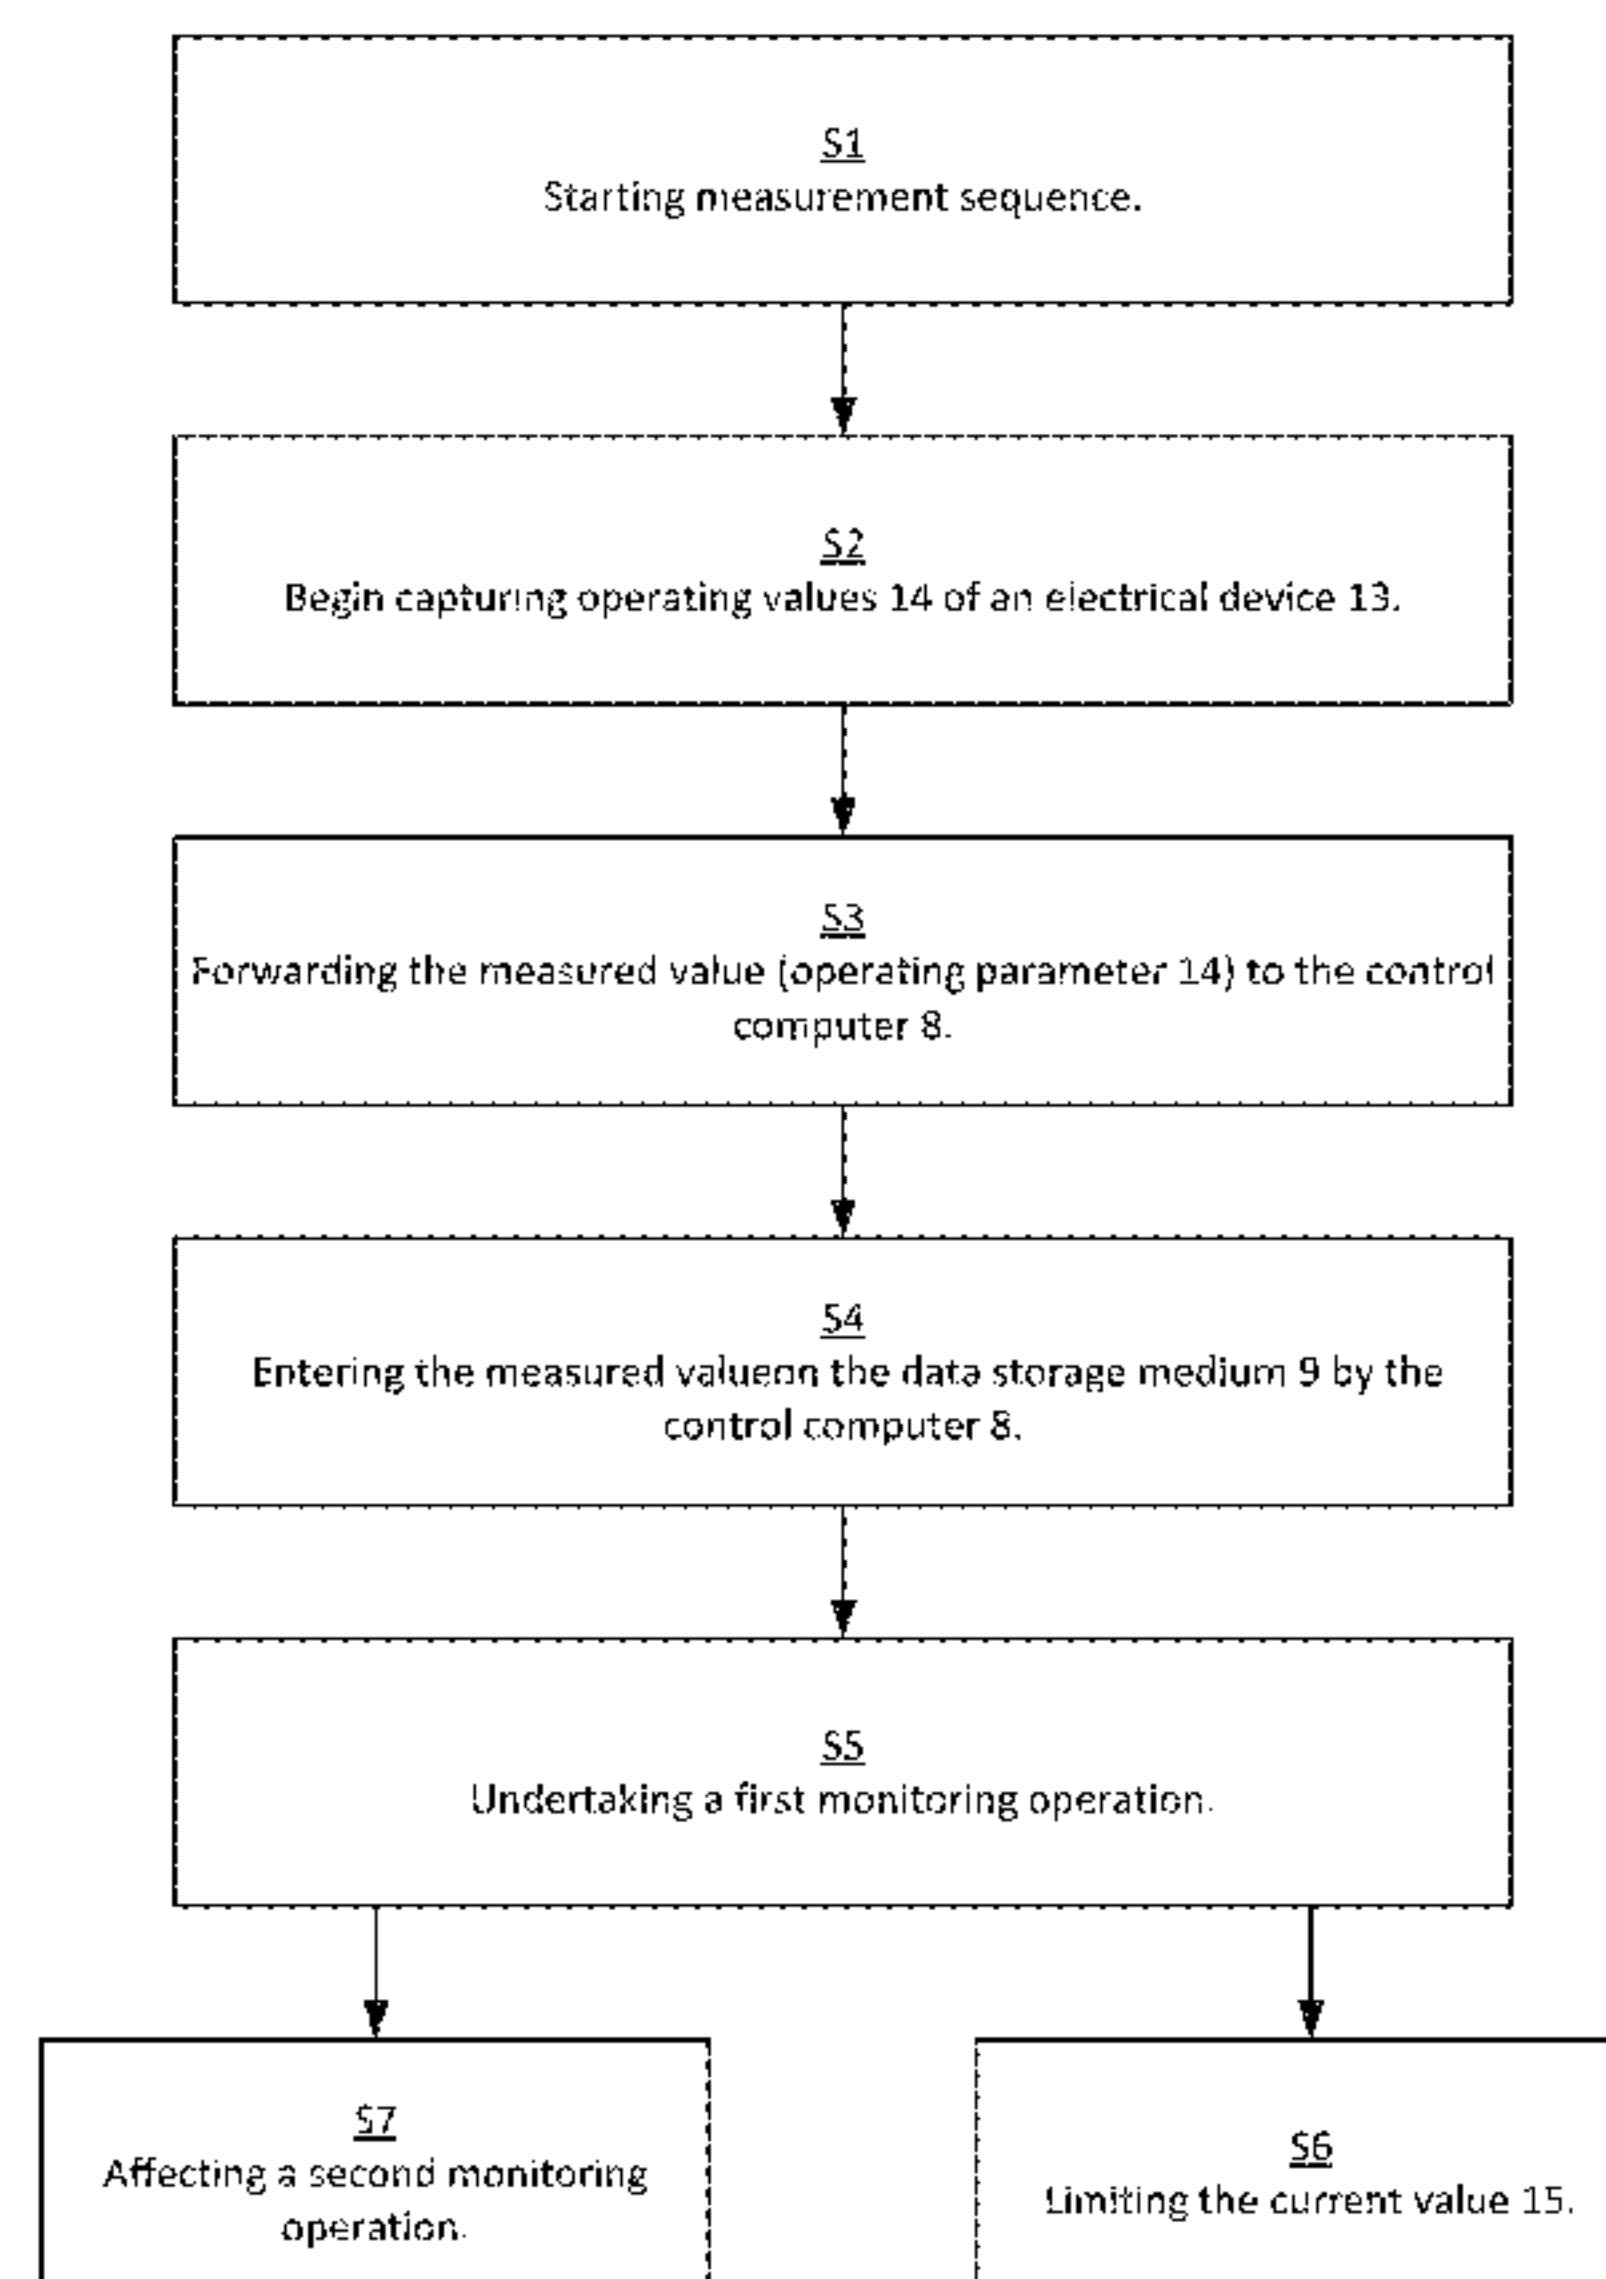 S1
Starting measurement sequence.
S2
Begin capturing operating values 14 of an electrical device 13.
S3
Forwarding the measured value (operating parameter 14) to the control
computer 8.
S4
Entering the measured valueon the data storage medium 9 by the
control computer 8.
S5
Undertaking a first monitoring operation.
S7
Affecting a second monitoring
operation.
S6
Limiting the current value 15.